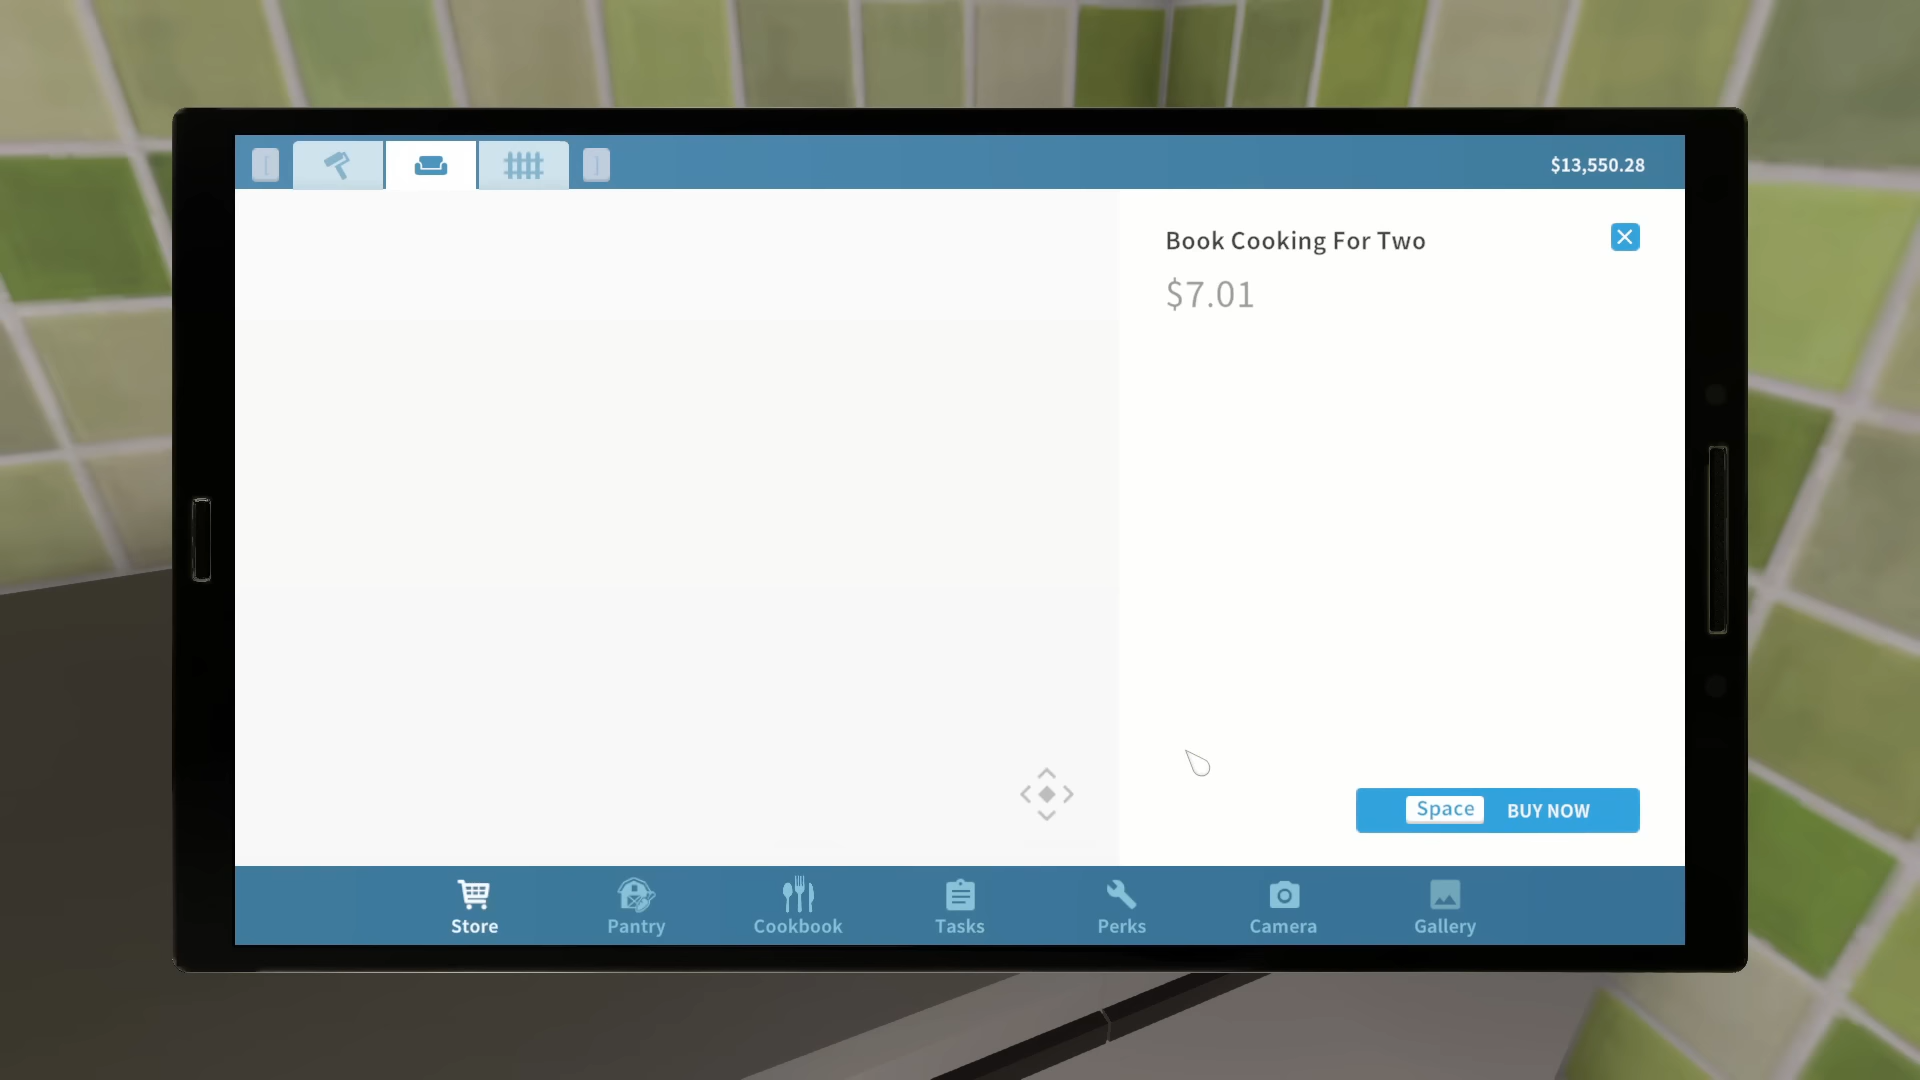 [
]
$13,550.28
Book Cooking For Two
$7.01
Space BUY NOW
Store
Pantry
Cookbook
Tasks
Perks
Camera
Gallery